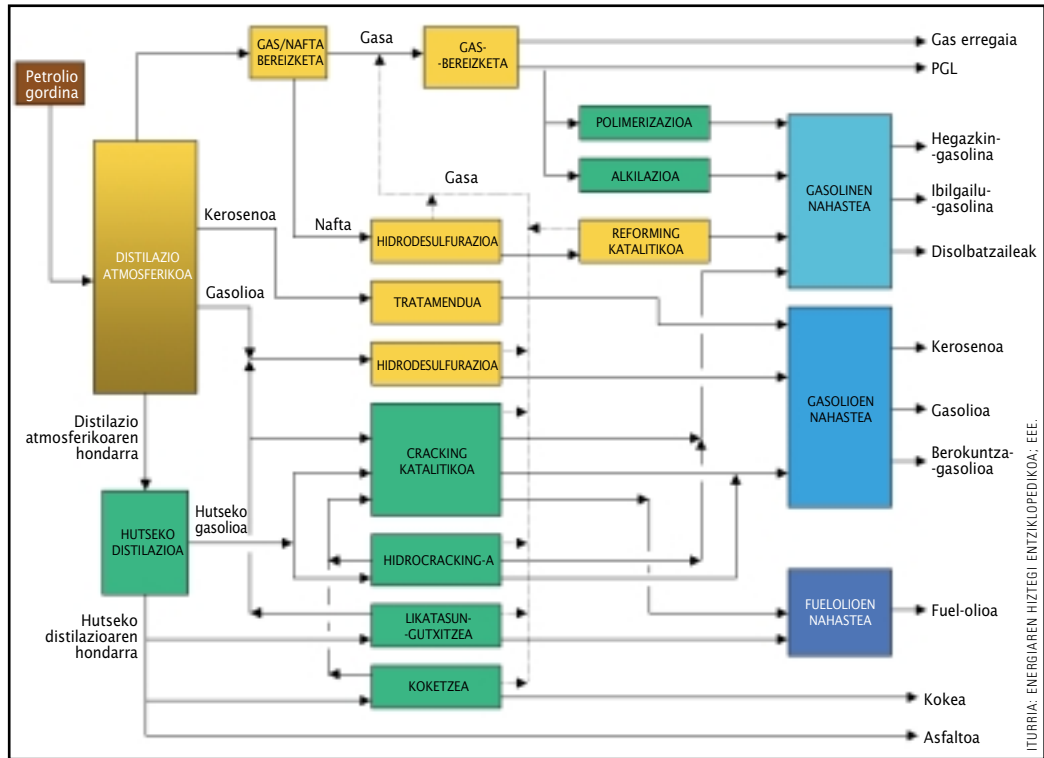 GAS/NAFTA
BEREIZKETA
Gasa
GAS-
-BEREIZKETA
Gas erregaia
PGL
Petrolio
gordina
POLIMERIZAZIOA
ALKILAZIOA
GASOLINEN
NAHASTEA
Hegazkin-
-gasolina
Ibilgailu-
-gasolina
Disolbatzaileak
Gasa
DISTILAZIO
ATMOSFERIKOA
Kerosenoa
Nafta
HIDRODESULFURAZIOA
REFORMING
KATALITIKOA
Gasolioa
TRATAMENDUA
HIDRODESULFURAZIOA
GASOLIOEN
NAHASTEA
Kerosenoa
Gasolioa
Berokuntza-
-gasolioa
Distilazio
atmosferikoaren
hondarra
CRACKING
KATALITIKOA
HUTSEKO
DISTILAZIOA
Hutseko
gasolioa
HIDROCRACKING-A
Hutseko
distilazioaren
hondarra
LIKATASUN-
-GUTXITZEA
FUELOLIOEN
NAHASTEA
Fuel-olioa
KOKETZEA
Kokea
Asfaltoa
ITURRIA: ENERGIAREN HIZTEGI ENTZIKLOPEDIKOA; EEE.